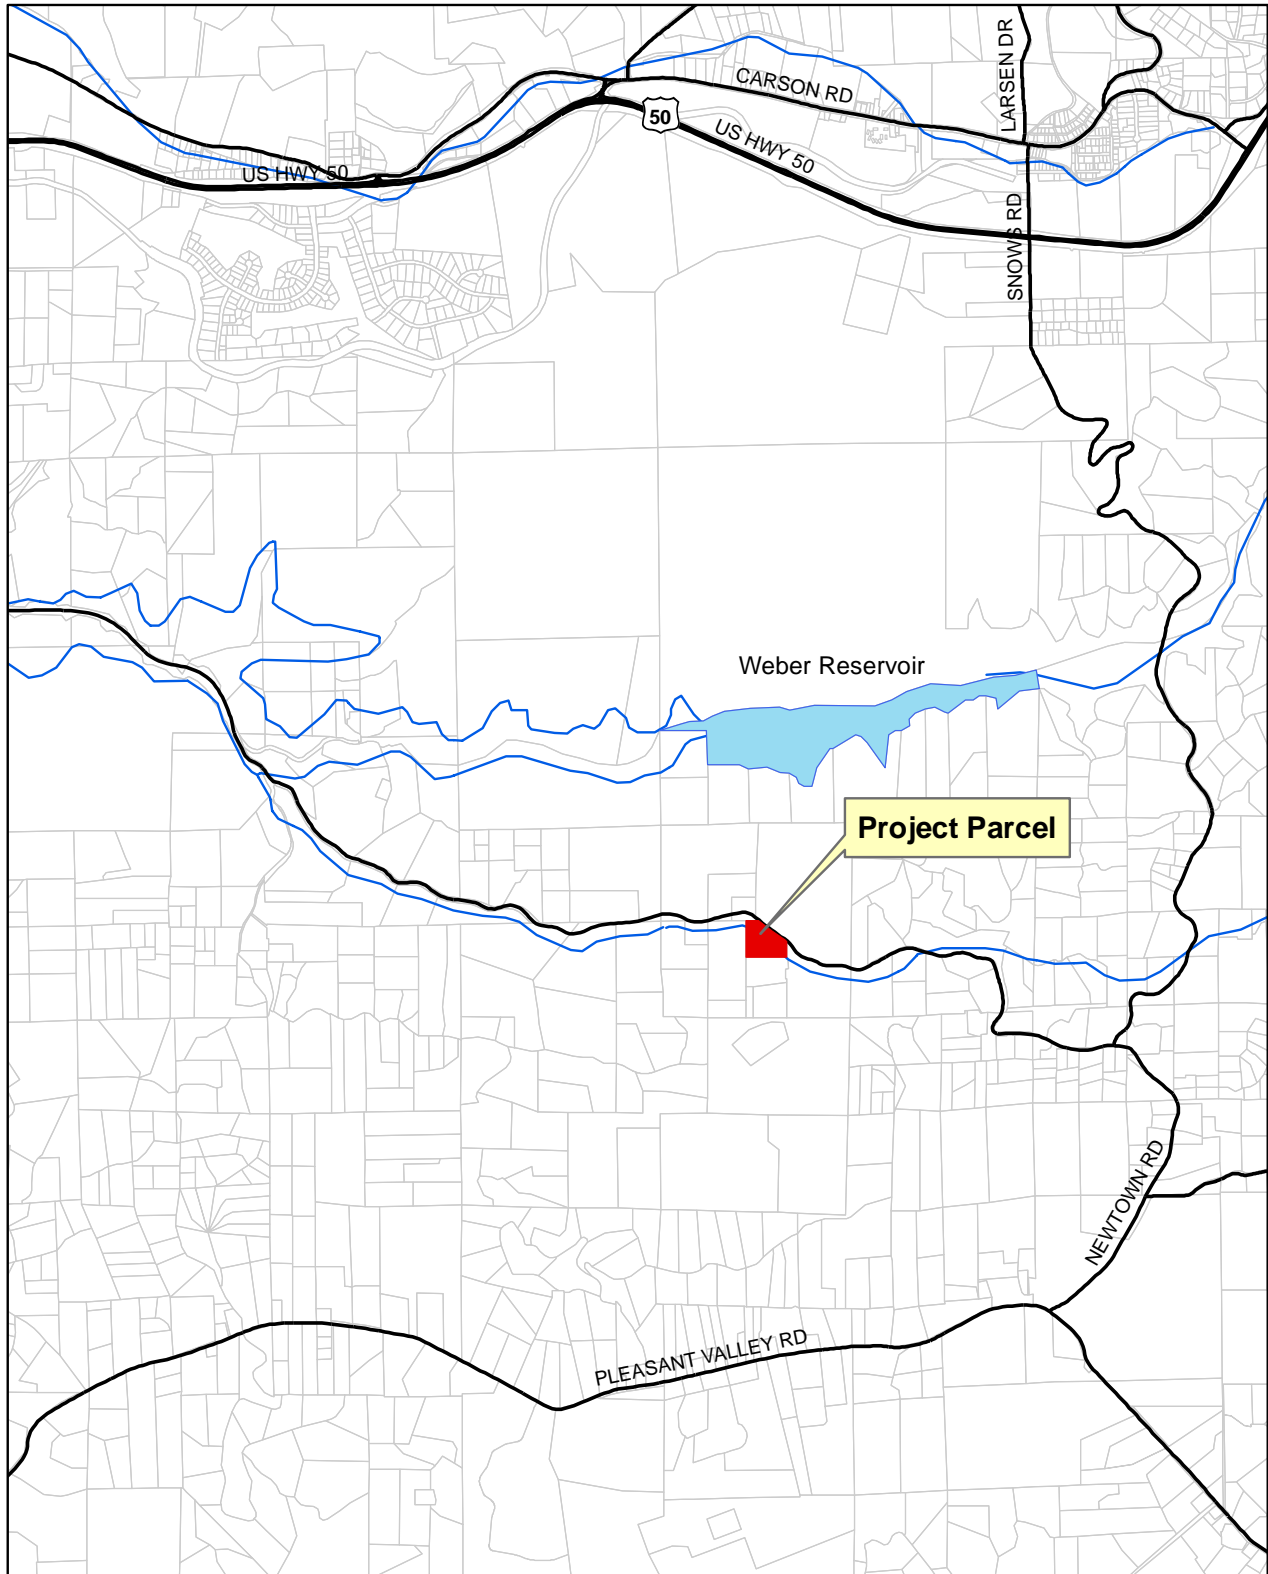 LARSEN DR
CARSON RD
50
US HWY 50
US HWY 50
SNOWS RD
Weber Reservoir
Project Parcel
NEWTOWN RD
PLEASANT VALLEY RD